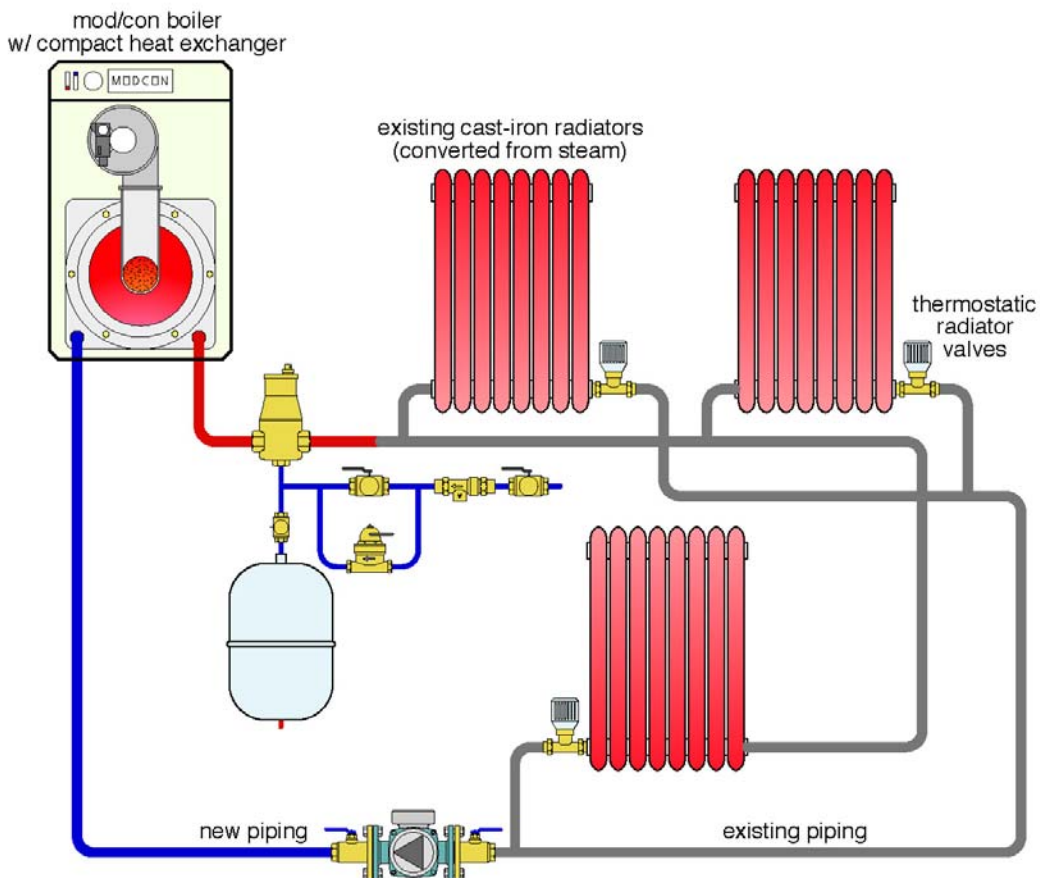 mod/con boiler
w/ compact heat exchanger
MODCON
existing cast-iron radiators
(converted from steam)
thermostatic
radiator
valves
new piping
existing piping